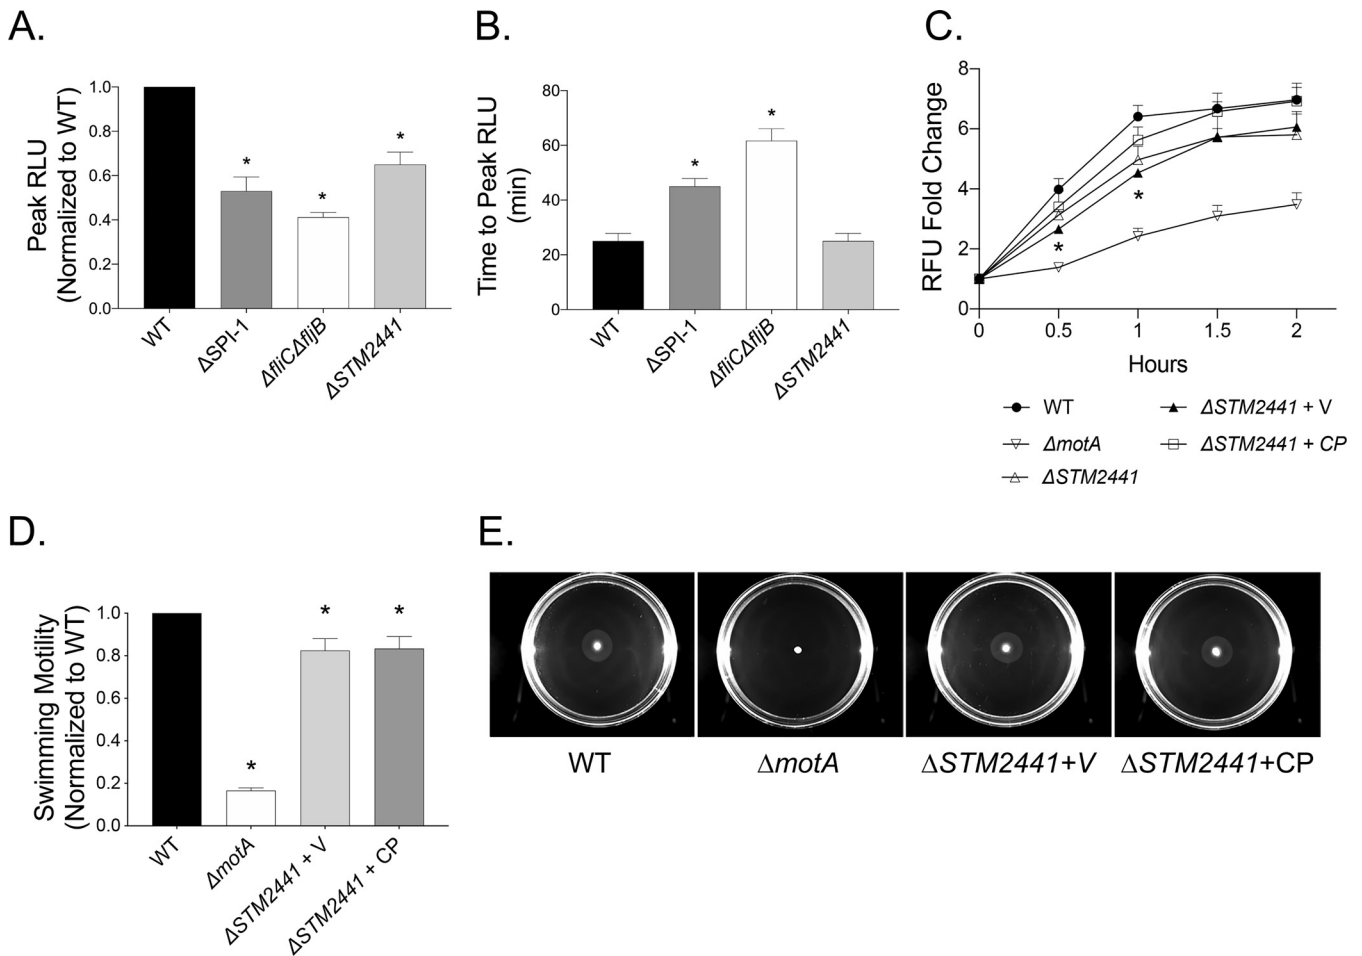 A.
Peak RLU
(Normalized to WT)
1.0
0.8
0.6
0.4
0.2
0.0
*
*
*
WT
ΔSPI-1
ΔfliCΔfljB
ΔSTM2441
B.
Time to Peak RLU
(min)
80
60
40
20
0
*
*
WT
ΔSPI-1
ΔfliCΔfljB
ΔSTM2441
C.
RFU Fold Change
8
6
4
2
0
*
*
0
0.5
1
1.5
2
Hours
WT
ΔSTM2441 + V
ΔmotA
ΔSTM2441 + CP
ΔSTM2441
D.
Swimming Motility
(Normalized to WT)
1.0
0.8
0.6
0.4
0.2
0.0
*
*
*
WT
ΔmotA
ΔSTM2441 + V
ΔSTM2441 + CP
E.
WT
ΔmotA
ΔSTM2441+V
ΔSTM2441+CP